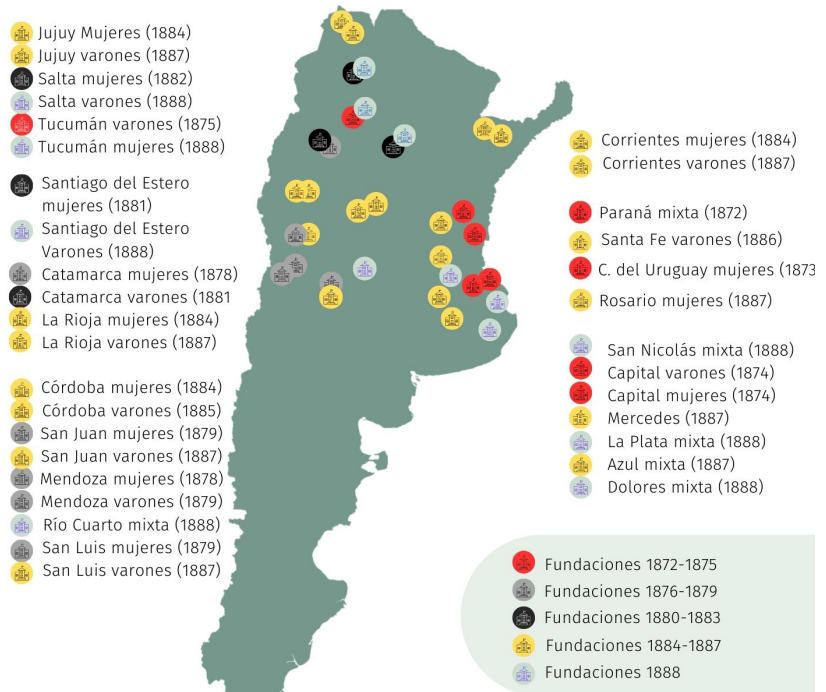 Jujuy Mujeres (1884)
Jujuy varones (1887)
Salta mujeres (1882)
Salta varones (1888)
Tucumán varones (1875)
Tucumán mujeres (1888)
Santiago del Estero
mujeres (1881)
Santiago del Estero
Varones (1888)
Catamarca mujeres (1878)
Catamarca varones (1881
La Rioja mujeres (1884)
La Rioja varones (1887)
Córdoba mujeres (1884)
Córdoba varones (1885)
San Juan mujeres (1879)
San Juan varones (1887)
Mendoza mujeres (1878)
Mendoza varones (1879)
Río Cuarto mixta (1888)
San Luis mujeres (1879)
San Luis varones (1887)
Corrientes mujeres (1884)
Corrientes varones (1887)
Paraná mixta (1872)
Santa Fe varones (1886)
C. del Uruguay mujeres (1873
Rosario mujeres (1887)
San Nicolás mixta (1888)
Capital varones (1874)
Capital mujeres (1874)
Mercedes (1887)
La Plata mixta (1888)
Azul mixta (1887)
Dolores mixta (1888)
Fundaciones 1872-1875
Fundaciones 1876-1879
Fundaciones 1880-1883
Fundaciones 1884-1887
Fundaciones 1888